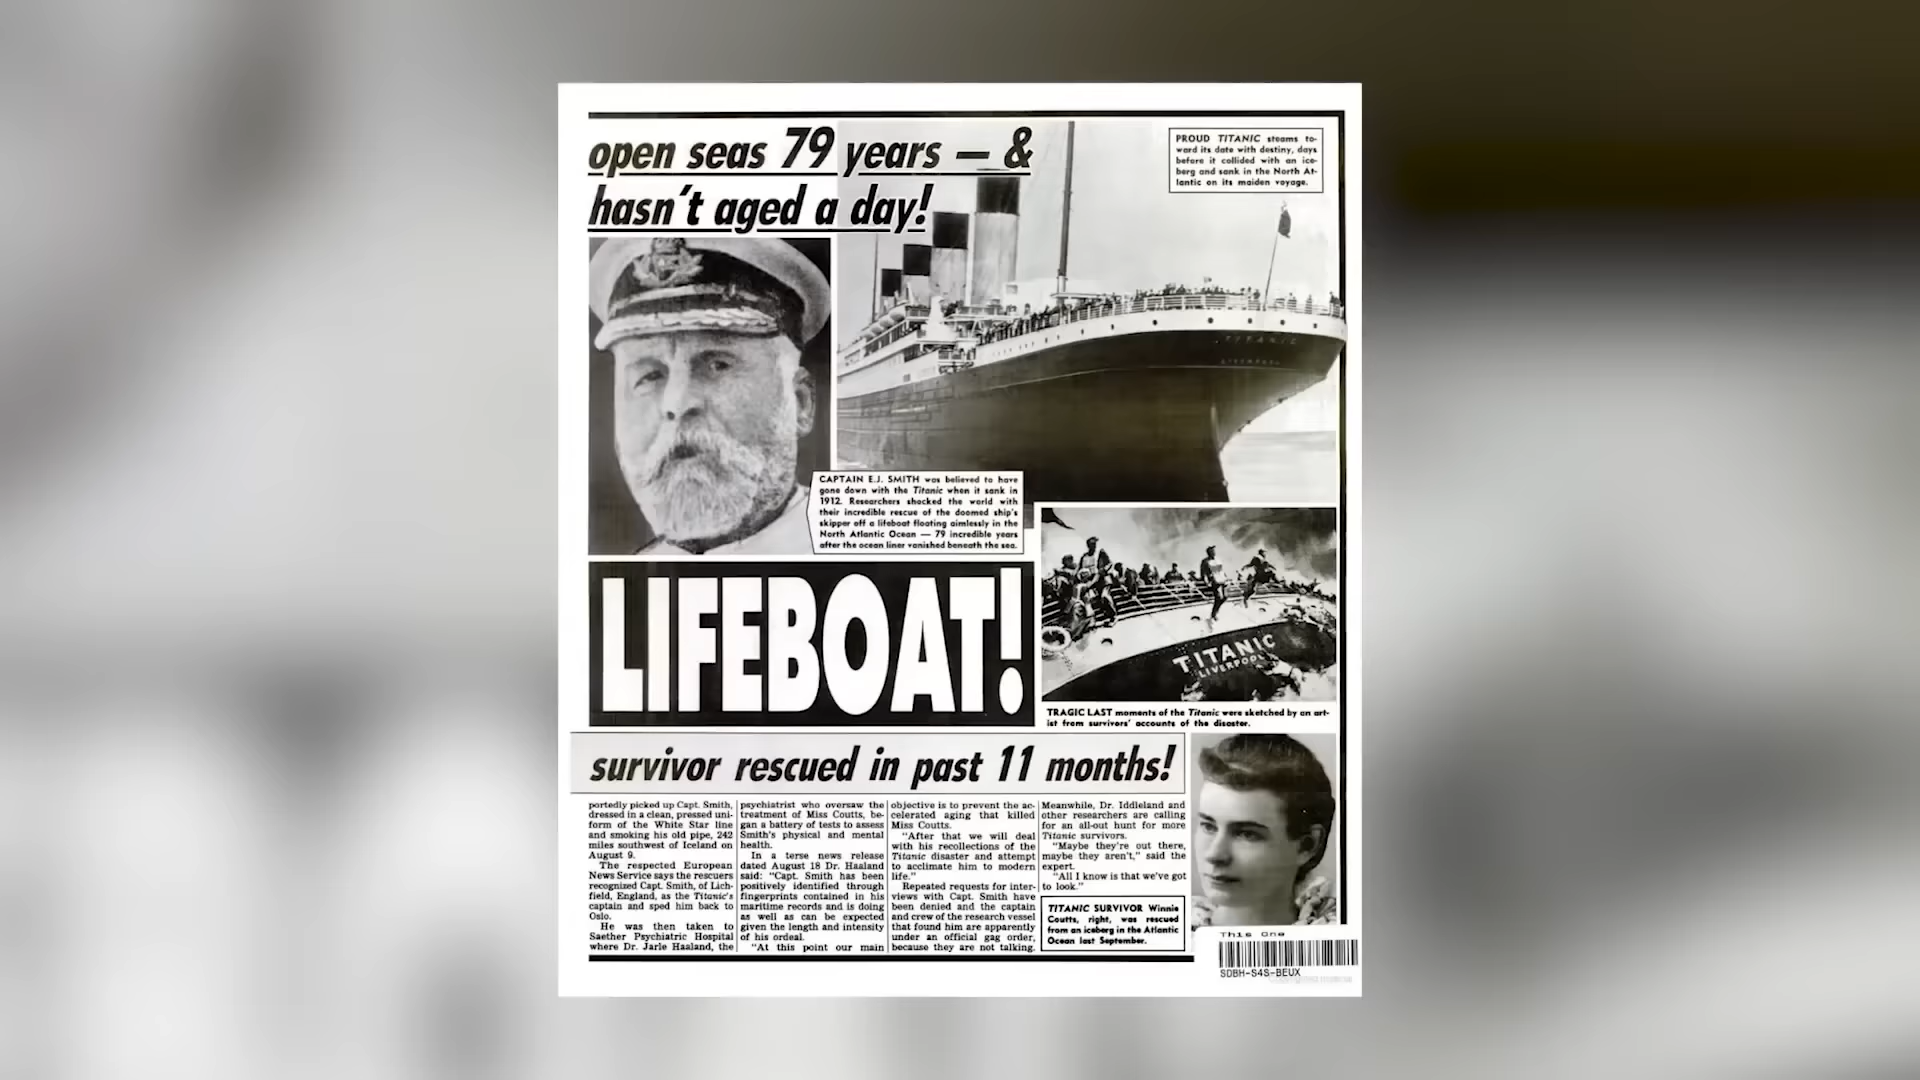 open seas 79 years — &
hasn't aged a day!
PROUD TITANIC steams to-
ward its date with destiny, days
before it collided with an ice-
berg and sank in the North At-
lantic on its maiden voyage.
TITANIC
LIVERPOOL
CAPTAIN E.J. SMITH was believed to have
gone down with the Titanic when it sank in
1912. Researchers shocked the world with
their incredible rescue of the doomed ship's
skipper off a lifeboat floating aimlessly in the
North Atlantic Ocean — 79 incredible years
after the ocean liner vanished beneath the sea.
LIFEBOAT!
TITANIC
LIVERPOOL
TRAGIC LAST moments of the Titanic were sketched by an art-
ist from survivors' accounts of the disaster.
survivor rescued in past 11 months!
portedly picked up Capt. Smith,
dressed in a clean, pressed uni-
form of the White Star line
and smoking his old pipe, 242
miles southwest of Iceland on
August 9.
The respected European
News Service says the rescuers
recognized Capt. Smith, of Lich-
field, England, as the Titanic's
captain and sped him back to
Oslo.
He was then taken to
Saether Psychiatric Hospital
where Dr. Jarle Haaland, the
psychiatrist who oversaw the
treatment of Miss Coutts, be-
gan a battery of tests to assess
Smith's physical and mental
health.
In a terse news release
dated August 18 Dr. Haaland
said: "Capt. Smith has been
positively identified through
fingerprints contained in his
maritime records and is doing
as well as can be expected
given the length and intensity
of his ordeal.
"At this point our main
objective is to prevent the ac-
celerated aging that killed
Miss Coutts.
"After that we will deal
with his recollections of the
Titanic disaster and attempt
to acclimate him to modern
life."
Repeated requests for inter-
views with Capt. Smith have
been denied and the captain
and crew of the research vessel
that found him are apparently
under an official gag order,
because they are not talking.
Meanwhile, Dr. Iddleland and
other researchers are calling
for an all-out hunt for more
Titanic survivors.
"Maybe they're out there,
maybe they aren't," said the
expert.
"All I know is that we've got
to look."
TITANIC SURVIVOR Winnie
Coutts, right, was rescued
from an iceberg in the Atlantic
Ocean last September.
This One
SDBH-S4S-BEUX